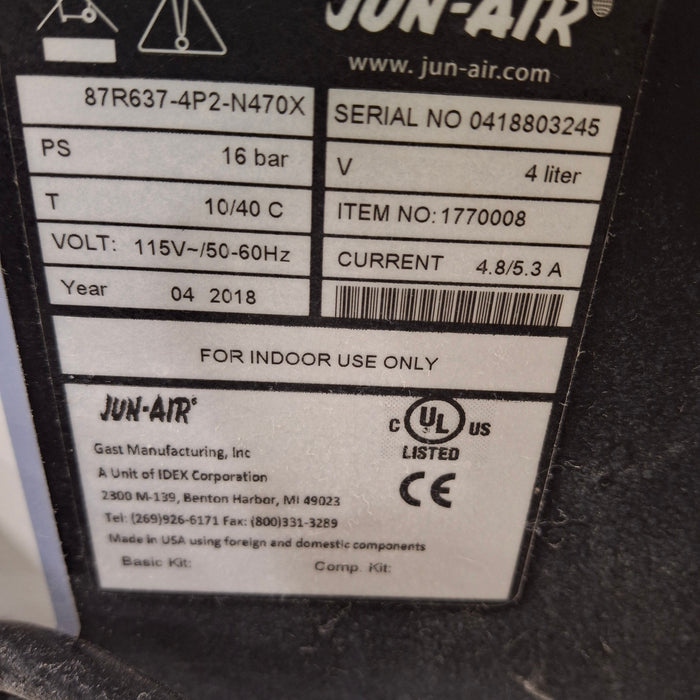 JUN-AIR®
www.jun-air.com
87R637-4P2-N470X
SERIAL NO 0418803245
PS 16 bar
V 4 liter
T 10/40 C
ITEM NO: 1770008
VOLT: 115V~/50-60Hz
CURRENT 4.8/5.3 A
Year 04 2018
FOR INDOOR USE ONLY
JUN-AIR®
Gast Manufacturing, Inc
A Unit of IDEX Corporation
2300 M-139, Benton Harbor, MI 49023
Tel: (269)926-6171 Fax: (800)331-3289
Made in USA using foreign and domestic components
Basic Kit: Comp. Kit:
C UL US
LISTED
CE